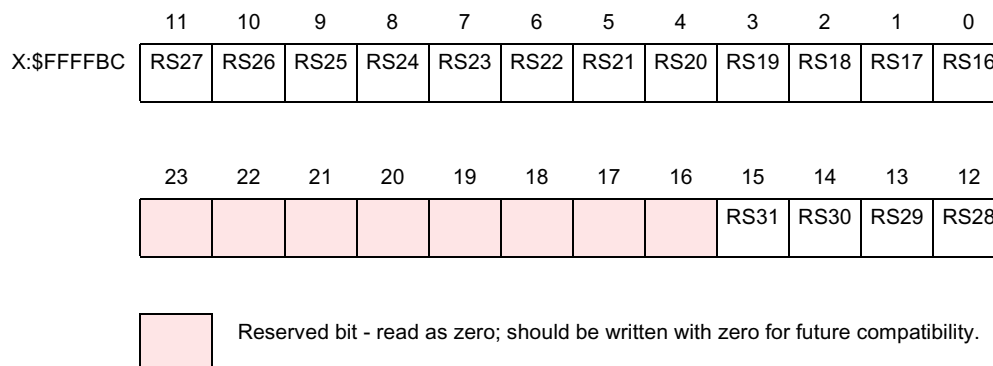 11 10 9 8 7 6 5 4 3 2 1 0
X:$FFFFBC RS27 RS26 RS25 RS24 RS23 RS22 RS21 RS20 RS19 RS18 RS17 RS16
23 22 21 20 19 18 17 16 15 14 13 12
RS31 RS30 RS29 RS28
Reserved bit - read as zero; should be written with zero for future compatibility.